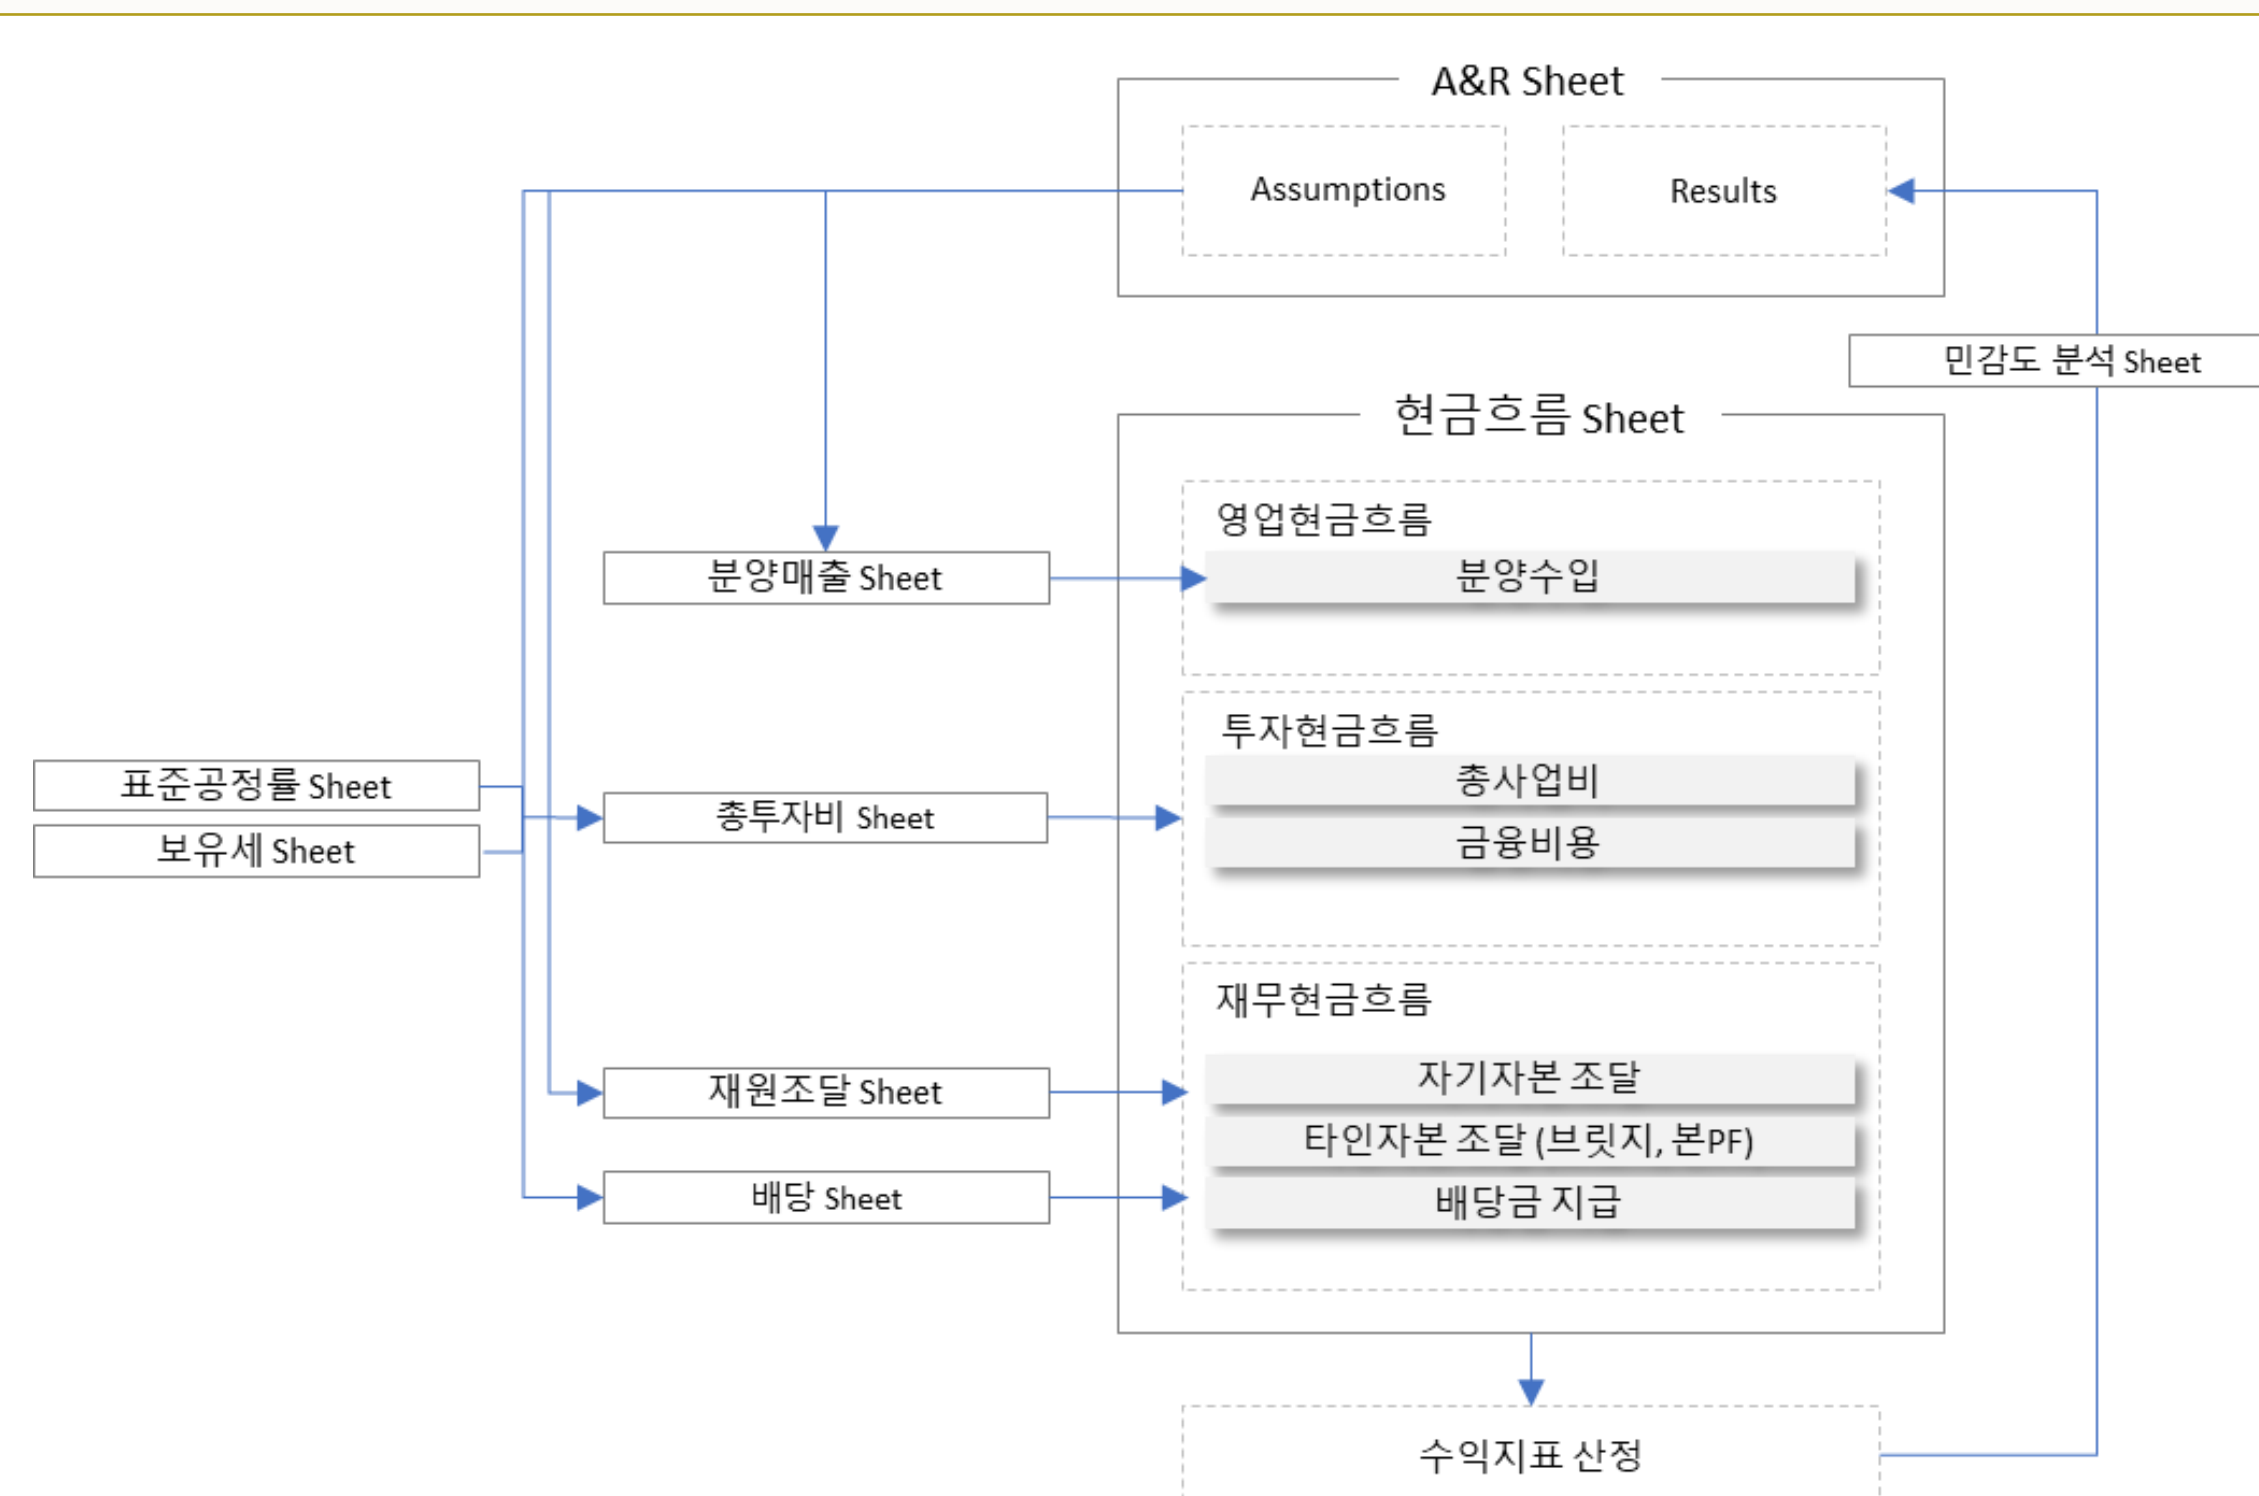 A&R Sheet
Assumptions
Results
민감도 분석 Sheet
현금흐름 Sheet
영업현금흐름
분양매출 Sheet
분양수입
투자현금흐름
표준공정률 Sheet
총사업비
총투자비 Sheet
보유세 Sheet
금융비용
재무현금흐름
재원조달 Sheet
자기자본 조달
타인자본 조달 (브릿지, 본PF)
배당 Sheet
배당금 지급
수익지표 산정